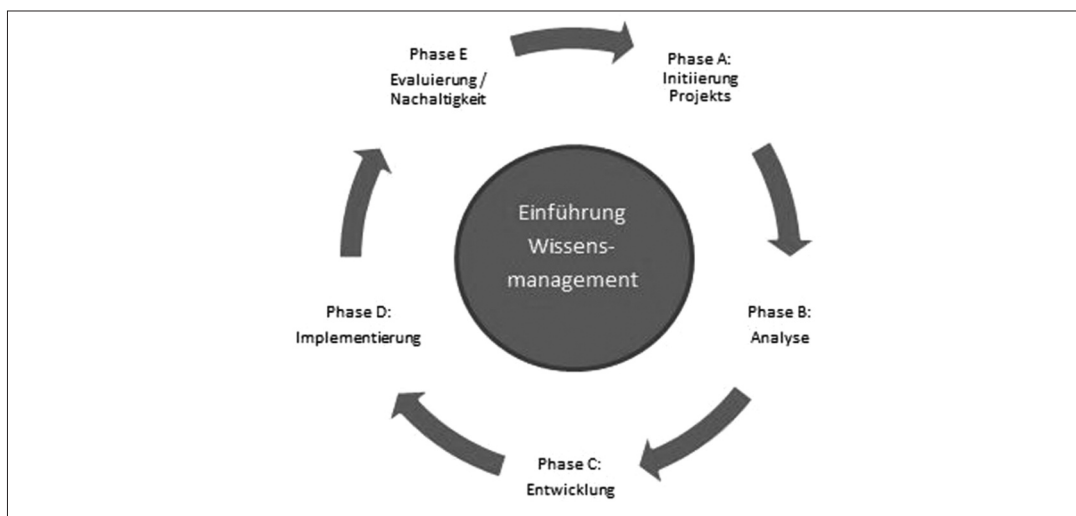 Phase E
Evaluierung /
Nachaltigkeit
Phase A:
Initiierung
Projekts
Einführung
Wissens-
management
Phase D:
Implementierung
Phase B:
Analyse
Phase C:
Entwicklung